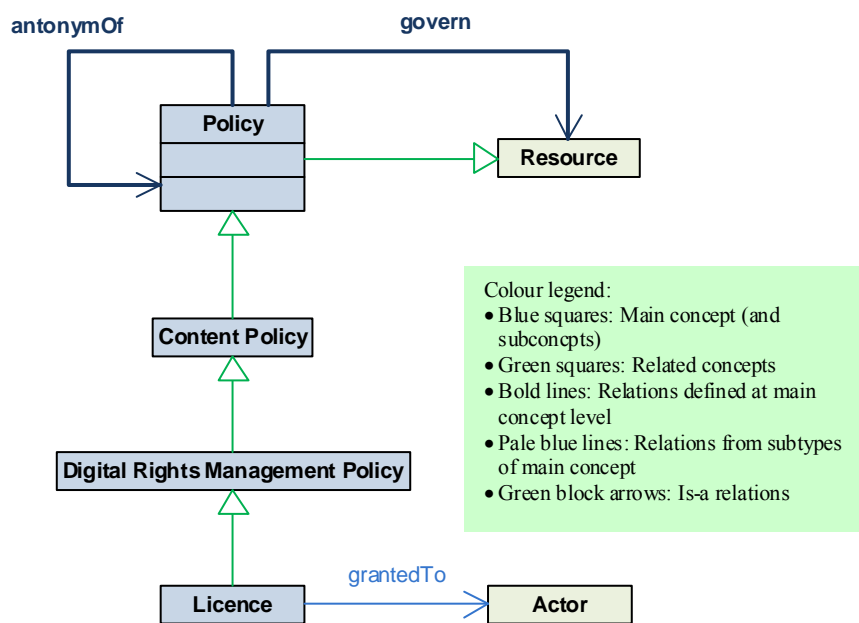 antonymOf
govern
Policy
Resource
Content Policy
Digital Rights Management Policy
Licence
grantedTo
Actor
Colour legend:
• Blue squares: Main concept (and
subconcpts)
• Green squares: Related concepts
• Bold lines: Relations defined at main
concept level
• Pale blue lines: Relations from subtypes
of main concept
• Green block arrows: Is-a relations